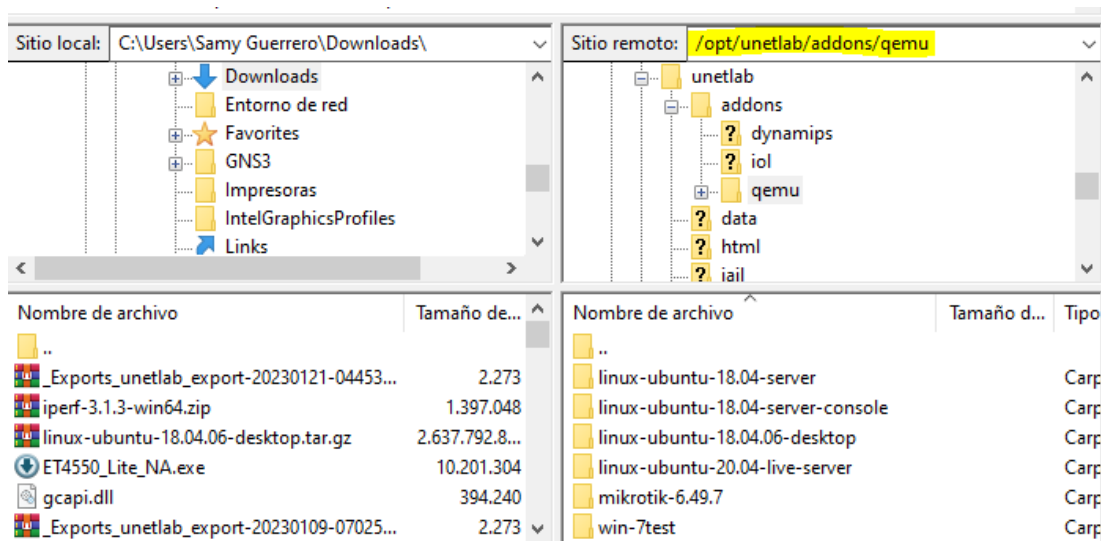 Sitio local: C:\Users\Samy Guerrero\Downloads\
Downloads
Entorno de red
Favorites
GNS3
Impresoras
IntelGraphicsProfiles
Links
Nombre de archivo Tamaño de...
..
_Exports_unetlab_export-20230121-04453... 2.273
iperf-3.1.3-win64.zip 1.397.048
linux-ubuntu-18.04.06-desktop.tar.gz 2.637.792.8...
ET4550_Lite_NA.exe 10.201.304
gcapi.dll 394.240
_Exports_unetlab_export-20230109-07025... 2.273
Sitio remoto: /opt/unetlab/addons/qemu
unetlab
addons
? dynamips
? iol
qemu
? data
? html
? jail
Nombre de archivo Tamaño d... Tipo
..
linux-ubuntu-18.04-server Carp
linux-ubuntu-18.04-server-console Carp
linux-ubuntu-18.04.06-desktop Carp
linux-ubuntu-20.04-live-server Carp
mikrotik-6.49.7 Carp
win-7test Carp